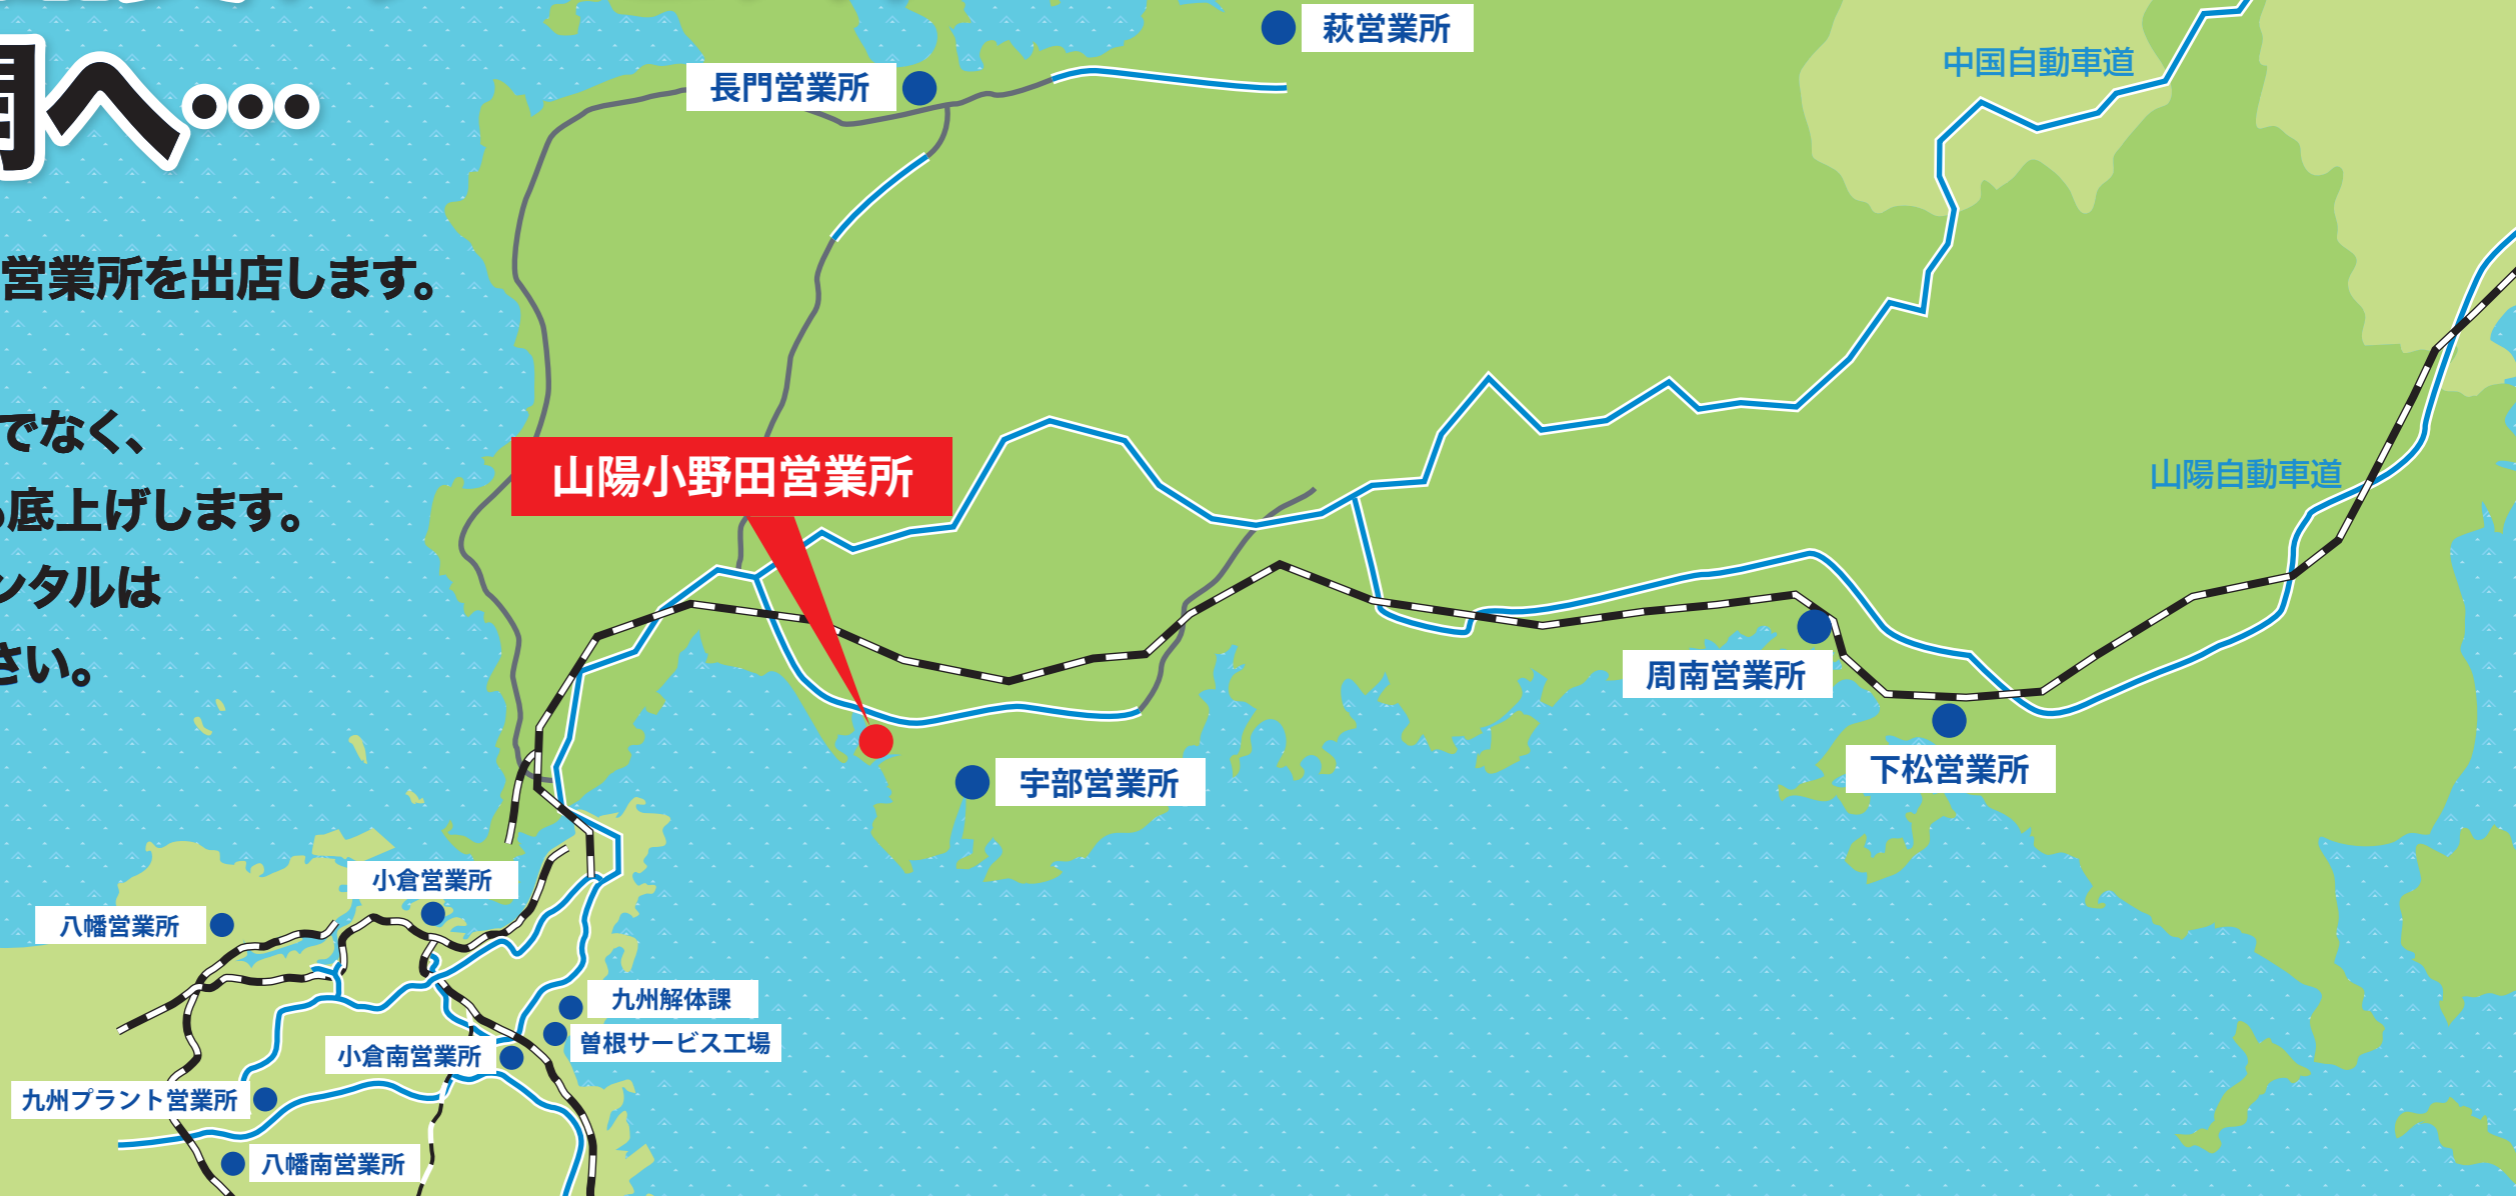 へ…
営業所を出店します。
でなく、
底上げします。
ンタルは
さい。
萩営業所
長門営業所
中国自動車道
山陽小野田営業所
山陽自動車道
周南営業所
下松営業所
宇部営業所
小倉営業所
八幡営業所
九州解体課
曽根サービス工場
小倉南営業所
九州プラント営業所
八幡南営業所